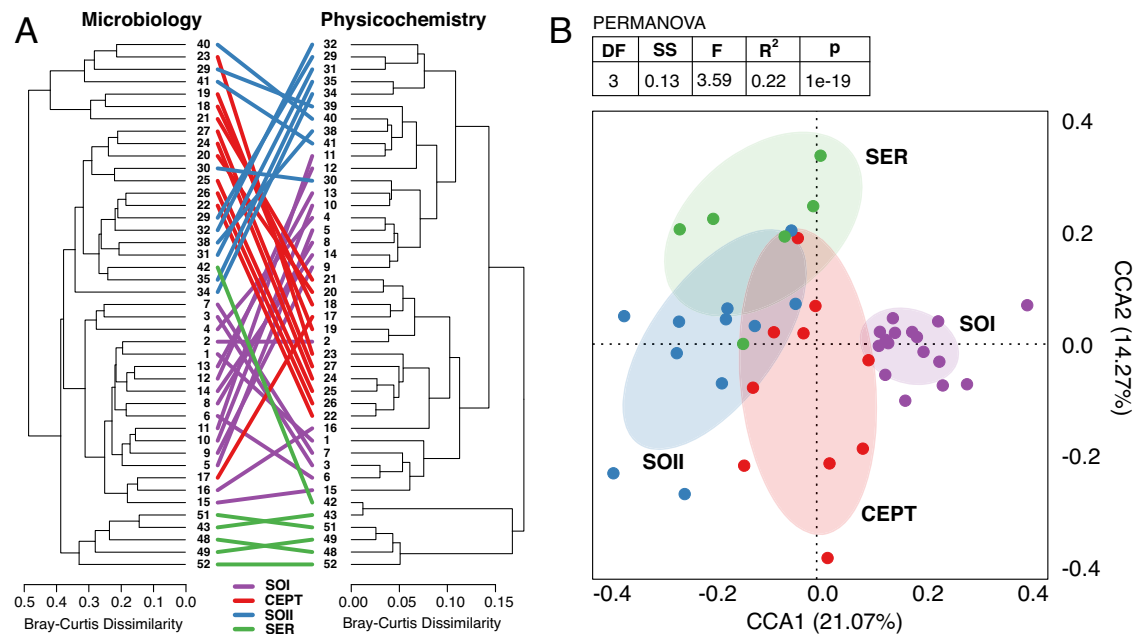 A
Microbiology
Physicochemistry
40 32
23 29
29 31
41 35
19 34
18 39
21 40
27 38
24 41
20 11
30 12
25 30
26 13
22 10
29 4
32 5
38 8
31 14
42 9
35 21
34 20
7 18
3 17
4 19
2 2
1 23
13 27
12 24
14 25
8 26
6 22
11 16
10 1
9 7
5 3
17 6
16 15
15 42
51 43
43 51
48 49
49 48
52 52
0.5 0.4 0.3 0.2 0.1 0.0
Bray-Curtis Dissimilarity
SOI
CEPT
SOII
SER
0.00 0.05 0.10 0.15
Bray-Curtis Dissimilarity
B
PERMANOVA
DF SS F R2 p
3 0.13 3.59 0.22 1e-19
SER
SOI
SOII
CEPT
0.4
0.2
0.0
-0.2
-0.4
CCA2 (14.27%)
-0.4 -0.2 0.0 0.2 0.4
CCA1 (21.07%)